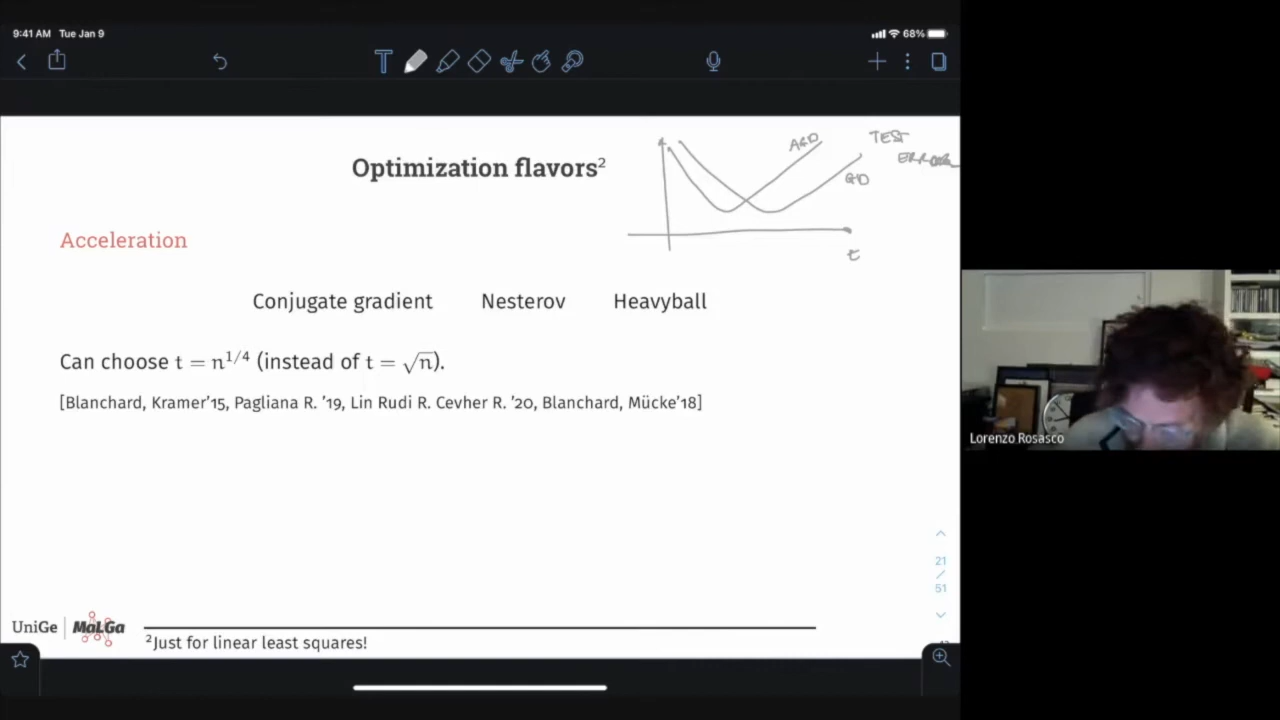 9:41 AM Tue Jan 9
68%
Optimization flavors²
AGD
TEST
ERROR
GD
t
Acceleration
Conjugate gradient Nesterov Heavyball
Can choose t = n^{1/4} (instead of t = √n).
[Blanchard, Kramer'15, Pagliana R. '19, Lin Rudi R. Cevher R. '20, Blanchard, Mücke'18]
Lorenzo Rosasco
21
/
51
UniGe | MaLGa
²Just for linear least squares!